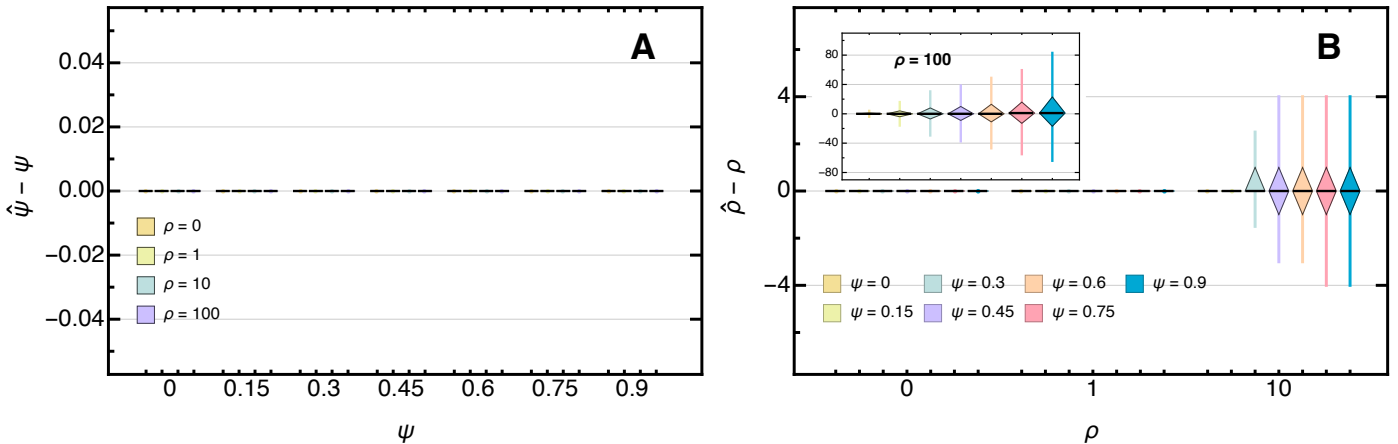 A
0.04
0.02
0.00
−0.02
−0.04
ψ̂ − ψ
ρ = 0
ρ = 1
ρ = 10
ρ = 100
0 0.15 0.3 0.45 0.6 0.75 0.9
ψ
B
4
0
−4
ρ̂ − ρ
ρ = 100
80
40
0
−40
−80
ψ = 0 ψ = 0.3 ψ = 0.6 ψ = 0.9
ψ = 0.15 ψ = 0.45 ψ = 0.75
0 1 10
ρ